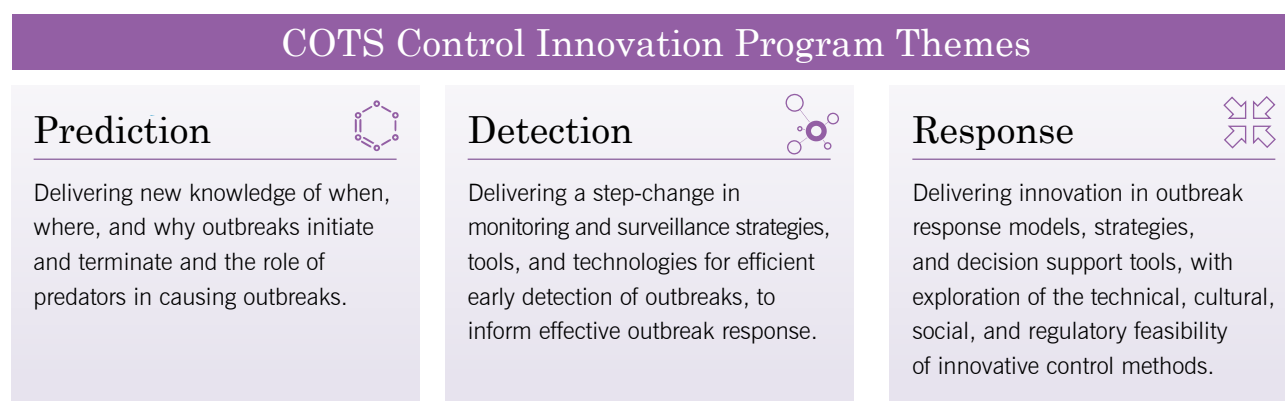 COTS Control Innovation Program Themes
Prediction
Delivering new knowledge of when,
where, and why outbreaks initiate
and terminate and the role of
predators in causing outbreaks.
Detection
Delivering a step-change in
monitoring and surveillance strategies,
tools, and technologies for efficient
early detection of outbreaks, to
inform effective outbreak response.
Response
Delivering innovation in outbreak
response models, strategies,
and decision support tools, with
exploration of the technical, cultural,
social, and regulatory feasibility
of innovative control methods.